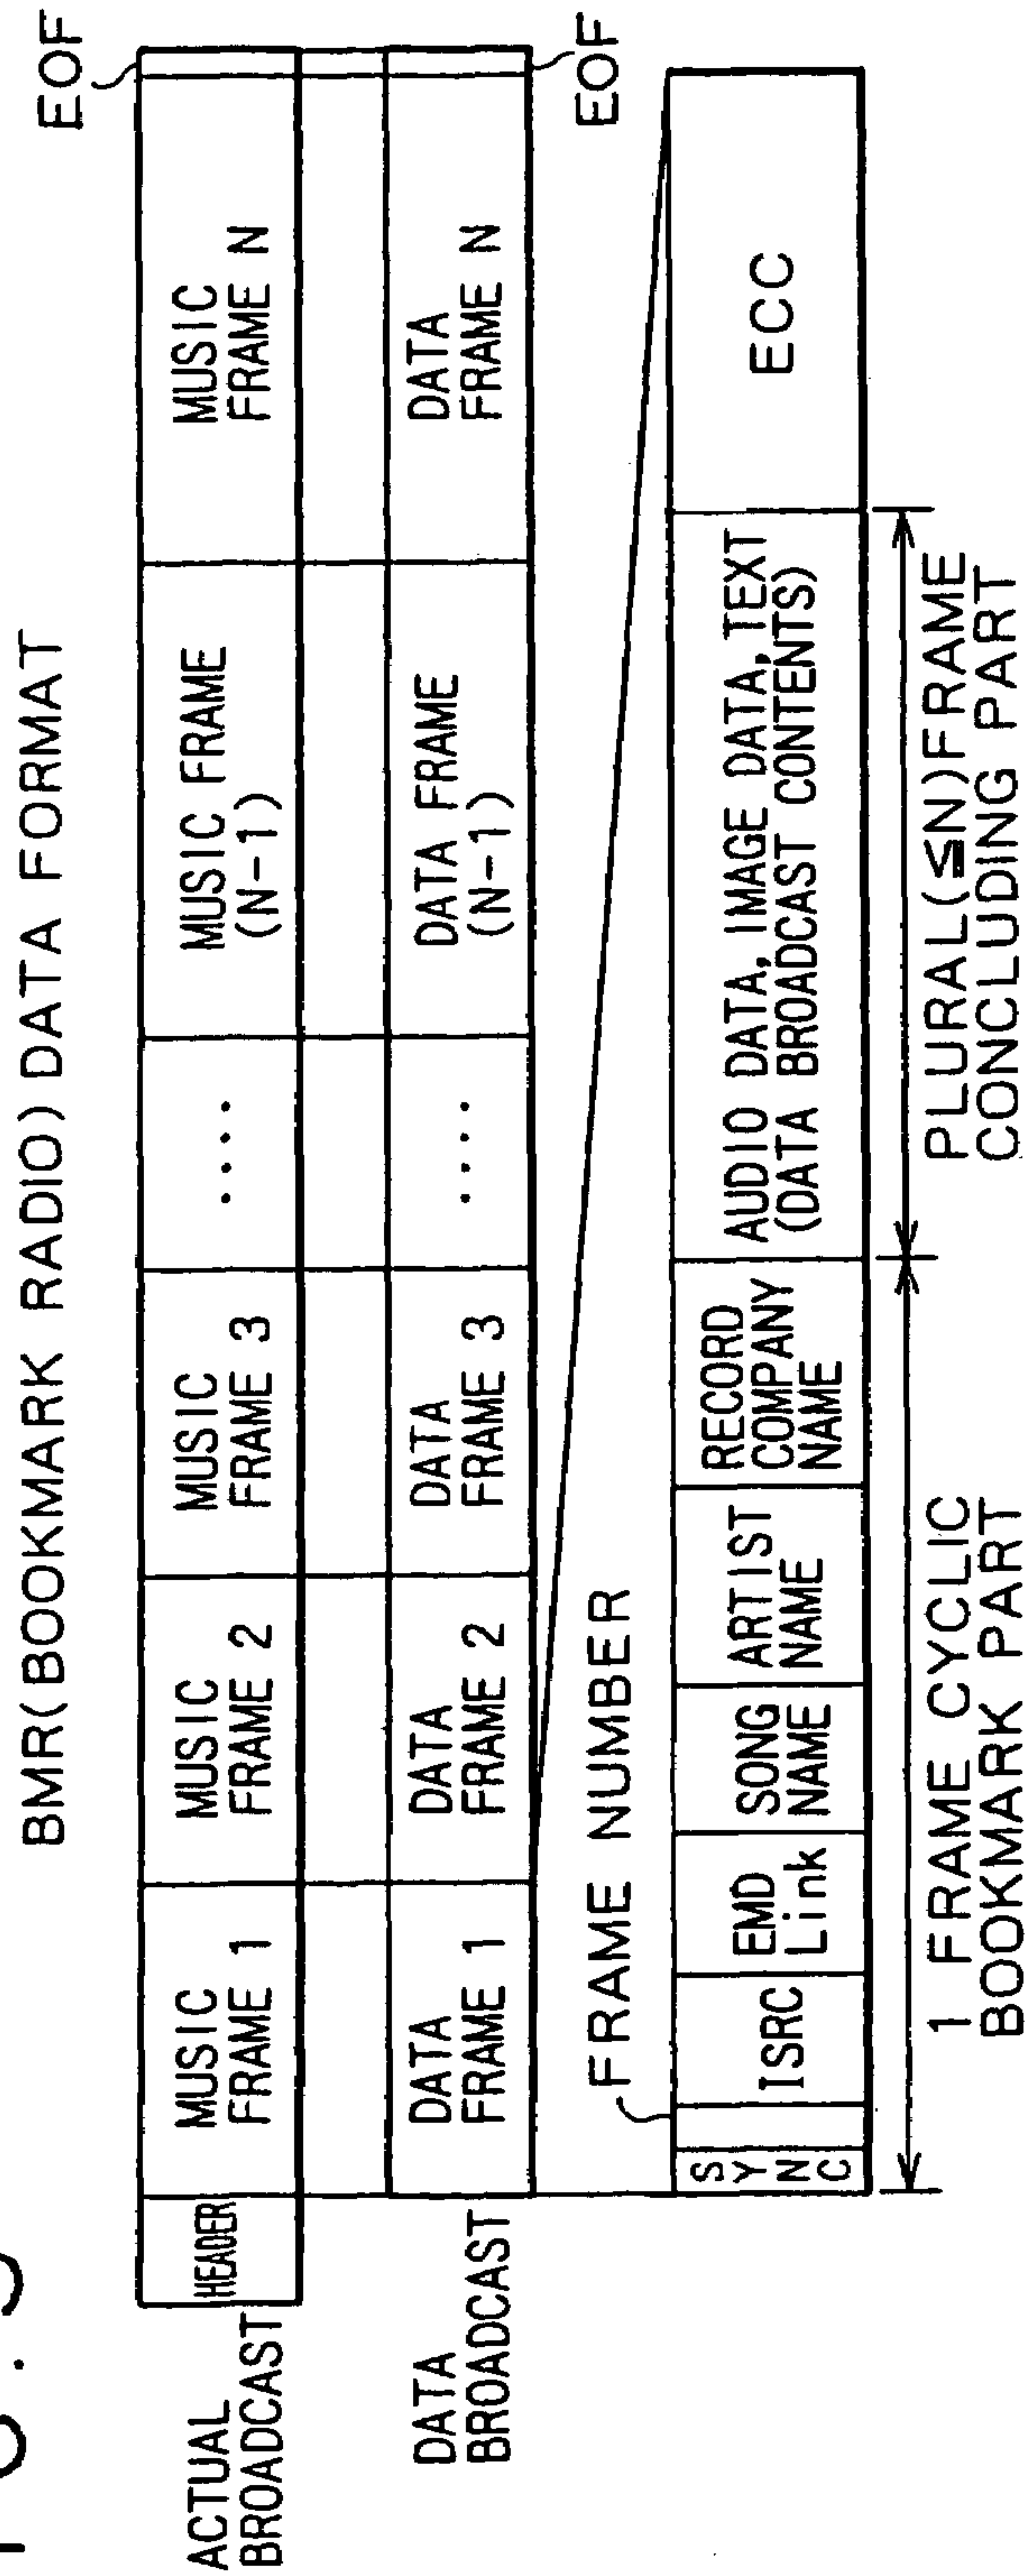 BMR(BOOKMARK RADIO) DATA FORMAT
EOF
ACTUAL
BROADCAST
HEADER
MUSIC
FRAME 1
MUSIC
FRAME 2
MUSIC
FRAME 3
....
MUSIC FRAME
(N-1)
MUSIC
FRAME N
DATA
BROADCAST
DATA
FRAME 1
DATA
FRAME 2
DATA
FRAME 3
....
DATA FRAME
(N-1)
DATA
FRAME N
EOF
FRAME NUMBER
SYNC
ISRC
EMD
Link
SONG
NAME
ARTIST
NAME
RECORD
COMPANY
NAME
AUDIO DATA, IMAGE DATA, TEXT
(DATA BROADCAST CONTENTS)
ECC
1 FRAME CYCLIC
BOOKMARK PART
PLURAL(≦N)FRAME
CONCLUDING PART